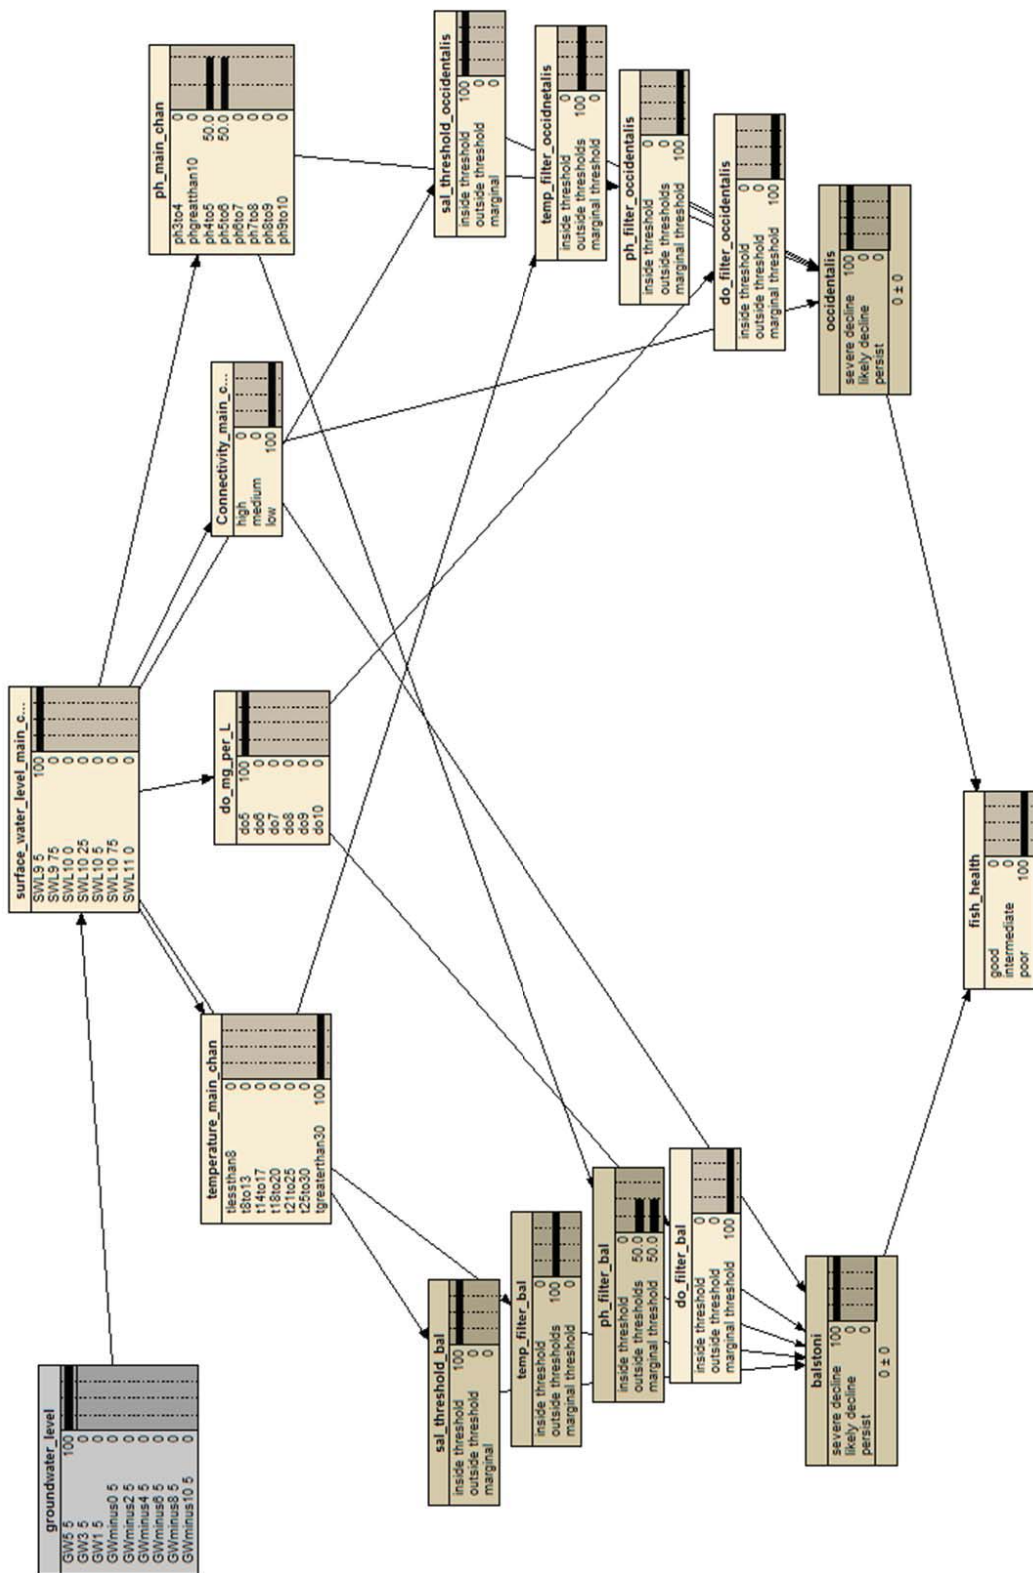 groundwater_level
GW5 5 100
GW3 5 0
GW1 5 0
GWminus0 5 0
GWminus2 5 0
GWminus4 5 0
GWminus6 5 0
GWminus8 5 0
GWminus10 5 0
surface_water_level_main_c...
SWL9 5 100
SWL9 75 0
SWL10 0 0
SWL10 25 0
SWL10 5 0
SWL10 75 0
SWL11 0 0
temperature_main_chan
tlessthan8 0
t8to13 0
t14to17 0
t18to20 0
t21to25 0
t25to30 0
tgreaterthan30 100
do_mg_per_L
do5 100
do6 0
do7 0
do8 0
do9 0
do10 0
Connectivity_main_c...
high 0
medium 0
low 100
ph_main_chan
ph3to4 0
phgreatthan10 0
ph4to5 50.0
ph5to6 50.0
ph6to7 0
ph7to8 0
ph8to9 0
ph9to10 0
sal_threshold_bal
inside threshold 100
outside threshold 0
marginal 0
temp_filter_bal
inside threshold 0
outside thresholds 100
marginal threshold 0
ph_filter_bal
inside threshold 0
outside thresholds 50.0
marginal threshold 50.0
do_filter_bal
inside threshold 0
outside threshold 0
marginal threshold 100
sal_threshold_occidentalis
inside threshold 100
outside threshold 0
marginal 0
temp_filter_occidnetalis
inside threshold 0
outside thresholds 100
marginal threshold 0
ph_filter_occidentalis
inside threshold 0
outside thresholds 0
marginal threshold 100
do_filter_occidentalis
inside threshold 0
outside threshold 0
marginal threshold 100
balstoni
severe decline 100
likely decline 0
persist 0
0 ± 0
occidentalis
severe decline 100
likely decline 0
persist 0
0 ± 0
fish_health
good 0
intermediate 0
poor 100